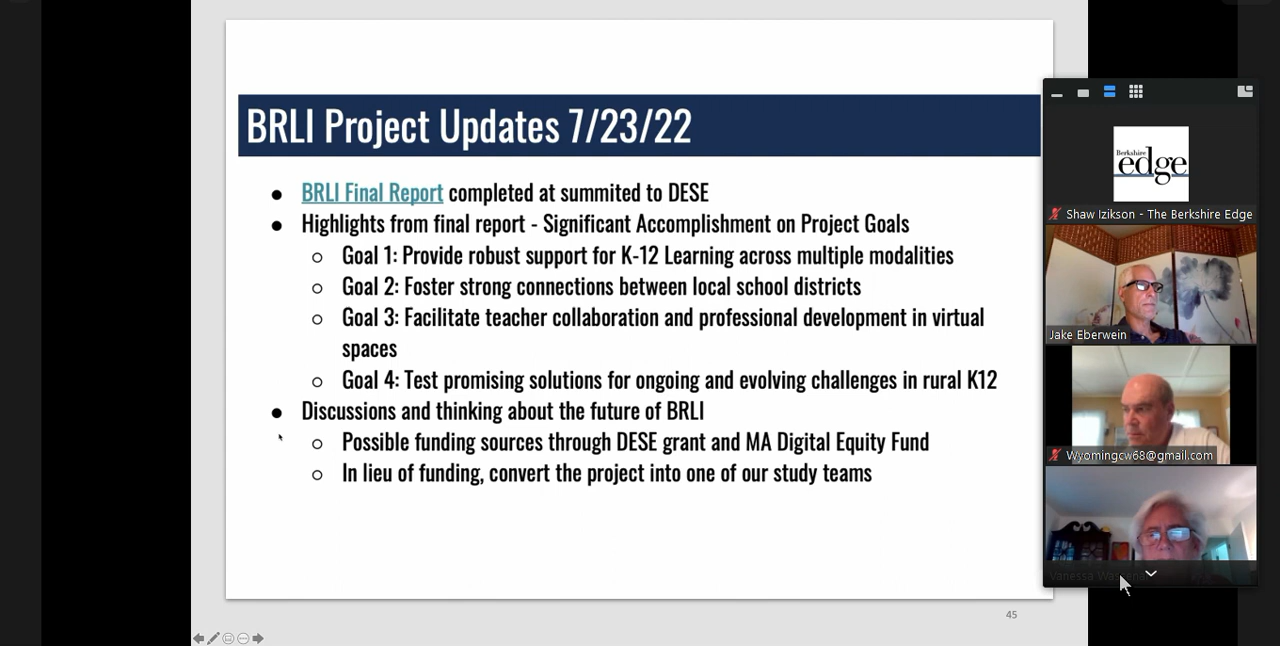 BRLI Project Updates 7/23/22
BRLI Final Report completed at summited to DESE
Highlights from final report - Significant Accomplishment on Project Goals
Goal 1: Provide robust support for K-12 Learning across multiple modalities
Goal 2: Foster strong connections between local school districts
Goal 3: Facilitate teacher collaboration and professional development in virtual
spaces
Goal 4: Test promising solutions for ongoing and evolving challenges in rural K12
Discussions and thinking about the future of BRLI
Possible funding sources through DESE grant and MA Digital Equity Fund
In lieu of funding, convert the project into one of our study teams
45
Berkshire
edge
Shaw Izikson - The Berkshire Edge
Jake Eberwein
Wyomingcw68@gmail.com
Vanessa